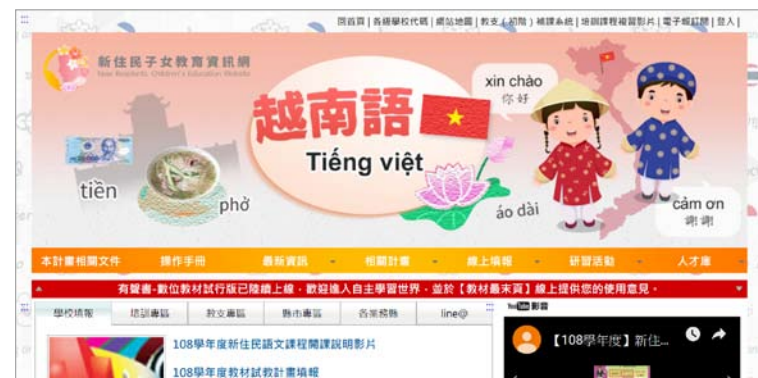 回首頁 | 各級學校代碼 | 網站地圖 | 教支(初階)補課系統 | 培訓課程複習影片 | 電子報訂閱 | 登入 |
新住民子女教育資訊網
New Residents, Children's Education Website
越南語
Tiếng việt
xin chào
你好
tiền
phở
áo dài
cảm ơn
謝謝
本計畫相關文件 操作手冊 最新資訊 相關計畫 線上填報 研習活動 人才庫
有聲書-數位教材試行版已陸續上線，歡迎進入自主學習世界，並於【教材最末頁】線上提供您的使用意見。
學校填報 培訓專區 教支專區 縣市專區 各業務縣 line@
YouTube 影音
108學年度新住民語文課程開課說明影片
108學年度教材試教計畫填報
【108學年度】新住...